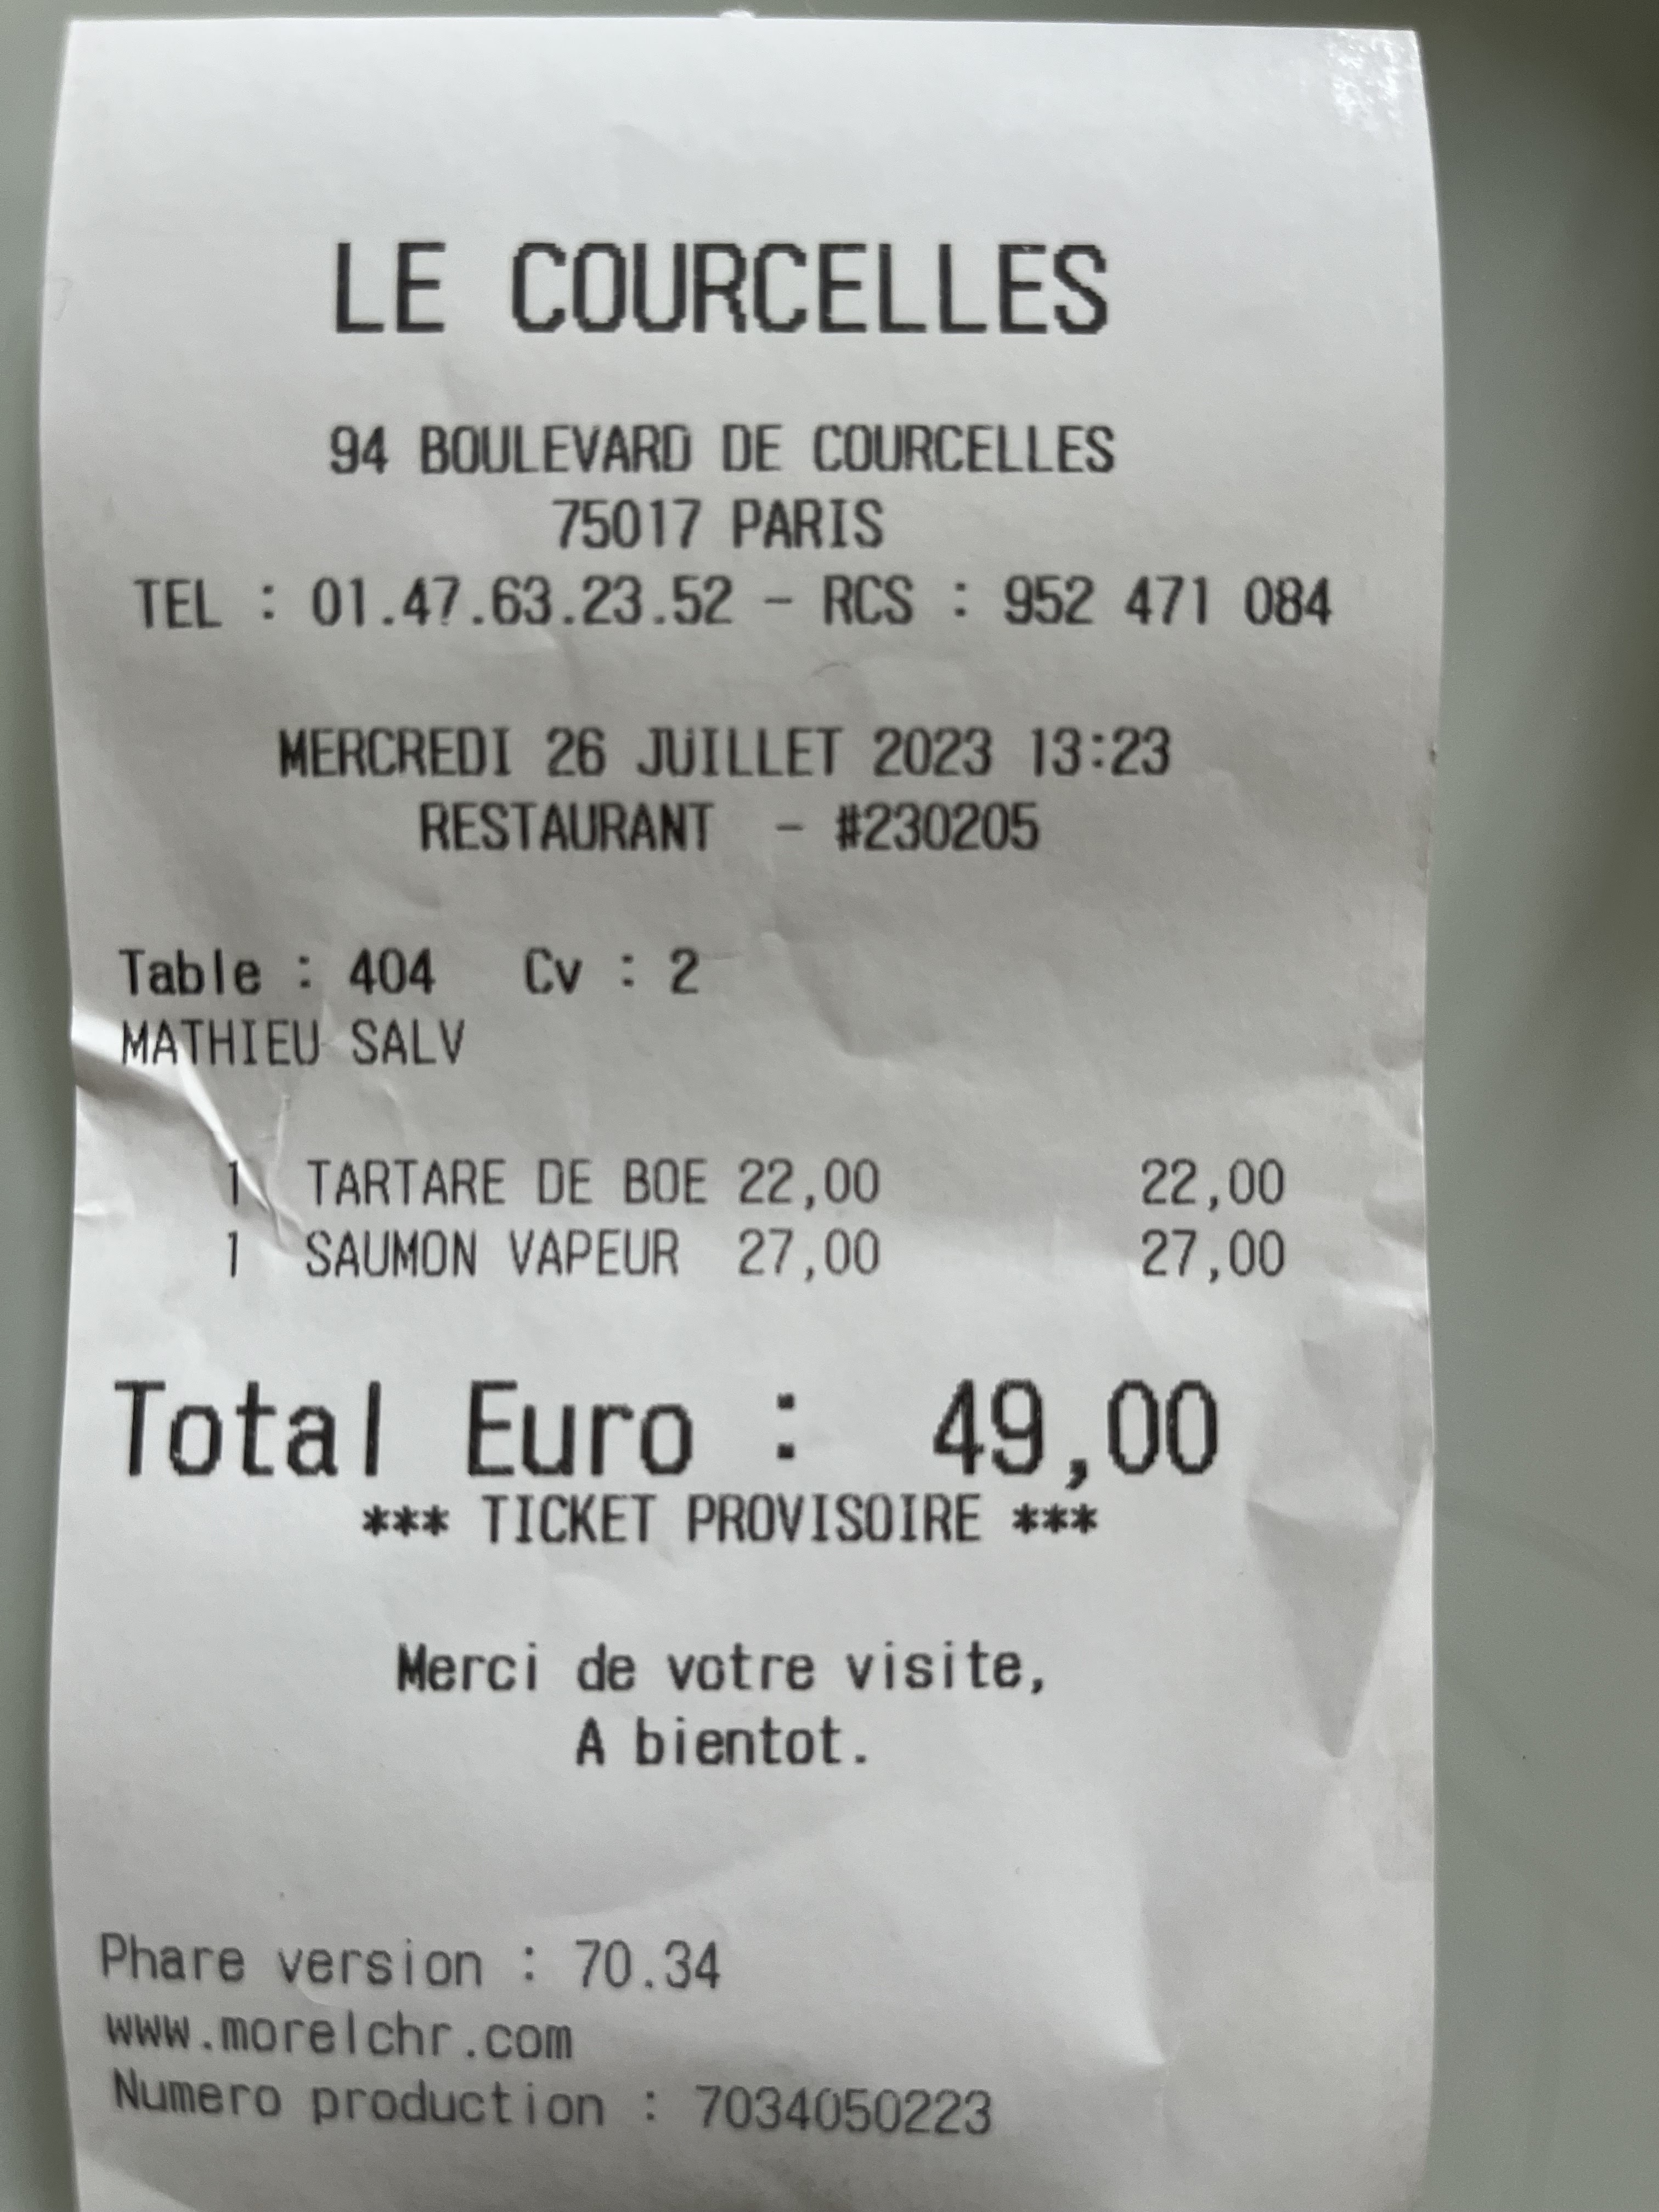 LE COURCELLES
94 BOULEVARD DE COURCELLES
75017 PARIS
TEL : 01.47.63.23.52 - RCS : 952 471 084
MERCREDI 26 JUILLET 2023 13:23
RESTAURANT - #230205
Table : 404 Cv : 2
MATHIEU SALV
1 TARTARE DE BOE 22,00 22,00
1 SAUMON VAPEUR 27,00 27,00
Total Euro : 49,00
*** TICKET PROVISOIRE ***
Merci de votre visite,
A bientot.
Phare version : 70.34
www.morelchr.com
Numero production : 7034050223